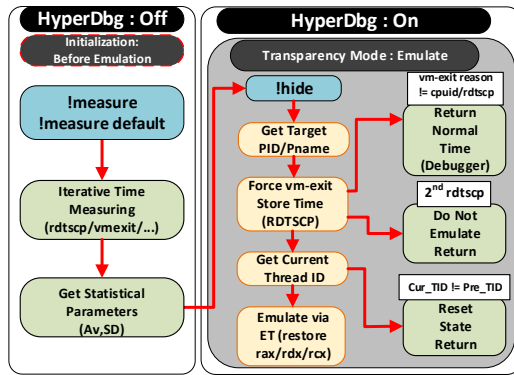 HyperDbg : Off
Initialization:
Before Emulation
!measure
!measure default
Iterative Time
Measuring
(rdtscp/vmexit/...)
Get Statistical
Parameters
(Av,SD)
HyperDbg : On
Transparency Mode : Emulate
!hide
Get Target
PID/Pname
Force vm-exit
Store Time
(RDTSCP)
Get Current
Thread ID
Emulate via
ET (restore
rax/rdx/rcx)
vm-exit reason
!= cpuid/rdtscp
Return
Normal
Time
(Debugger)
2nd rdtscp
Do Not
Emulate
Return
Cur_TID != Pre_TID
Reset
State
Return